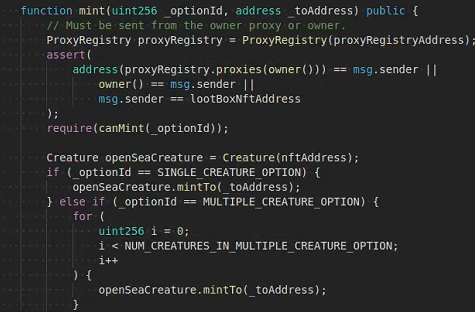 function mint(uint256 _optionId, address _toAddress) public {
// Must be sent from the owner proxy or owner.
ProxyRegistry proxyRegistry = ProxyRegistry(proxyRegistryAddress);
assert(
address(proxyRegistry.proxies(owner())) == msg.sender ||
owner() == msg.sender ||
msg.sender == lootBoxNftAddress
);
require(canMint(_optionId));
Creature openSeaCreature = Creature(nftAddress);
if (_optionId == SINGLE_CREATURE_OPTION) {
openSeaCreature.mintTo(_toAddress);
} else if (_optionId == MULTIPLE_CREATURE_OPTION) {
for (
uint256 i = 0;
i < NUM_CREATURES_IN_MULTIPLE_CREATURE_OPTION;
i++
) {
openSeaCreature.mintTo(_toAddress);
}